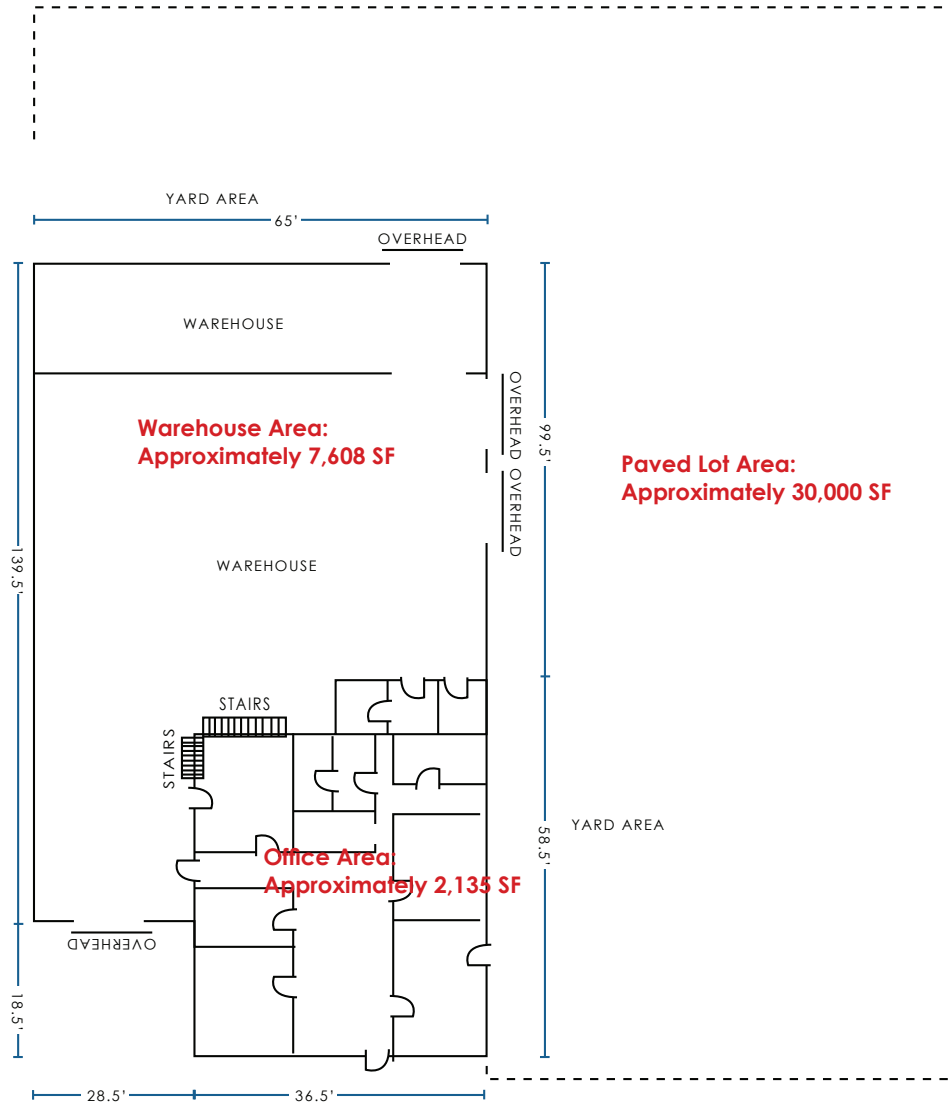 YARD AREA
65'
OVERHEAD
WAREHOUSE
OVERHEAD
99.5'
Warehouse Area:
Approximately 7,608 SF
Paved Lot Area:
Approximately 30,000 SF
OVERHEAD
139.5'
WAREHOUSE
STAIRS
STAIRS
58.5'
YARD AREA
Office Area:
Approximately 2,135 SF
OVERHEAD
18.5'
28.5'
36.5'